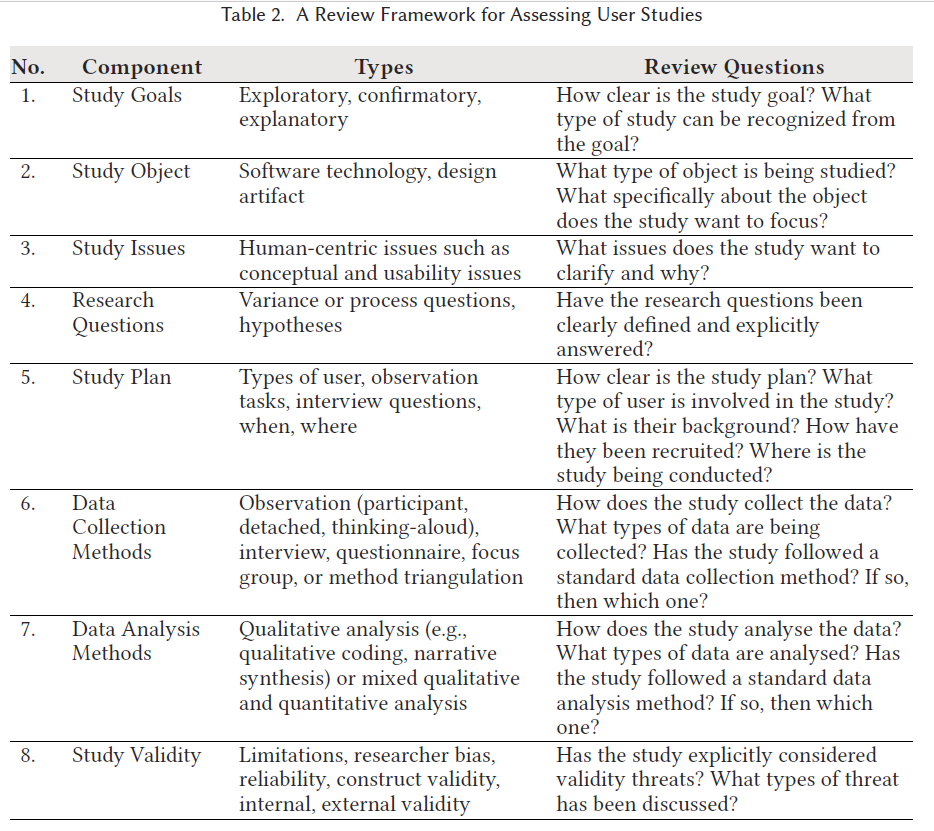 Table 2. A Review Framework for Assessing User Studies
No. Component Types Review Questions
1. Study Goals Exploratory, confirmatory, How clear is the study goal? What
explanatory type of study can be recognized from
the goal?
2. Study Object Software technology, design What type of object is being studied?
artifact What specifically about the object
does the study want to focus?
3. Study Issues Human-centric issues such as What issues does the study want to
conceptual and usability issues clarify and why?
4. Research Variance or process questions, Have the research questions been
Questions hypotheses clearly defined and explicitly
answered?
5. Study Plan Types of user, observation How clear is the study plan? What
tasks, interview questions, type of user is involved in the study?
when, where What is their background? How have
they been recruited? Where is the
study being conducted?
6. Data Observation (participant, How does the study collect the data?
Collection detached, thinking-aloud), What types of data are being
Methods interview, questionnaire, focus collected? Has the study followed a
group, or method triangulation standard data collection method? If so,
then which one?
7. Data Analysis Qualitative analysis (e.g., How does the study analyse the data?
Methods qualitative coding, narrative What types of data are analysed? Has
synthesis) or mixed qualitative the study followed a standard data
and quantitative analysis analysis method? If so, then which
one?
8. Study Validity Limitations, researcher bias, Has the study explicitly considered
reliability, construct validity, validity threats? What types of threat
internal, external validity has been discussed?